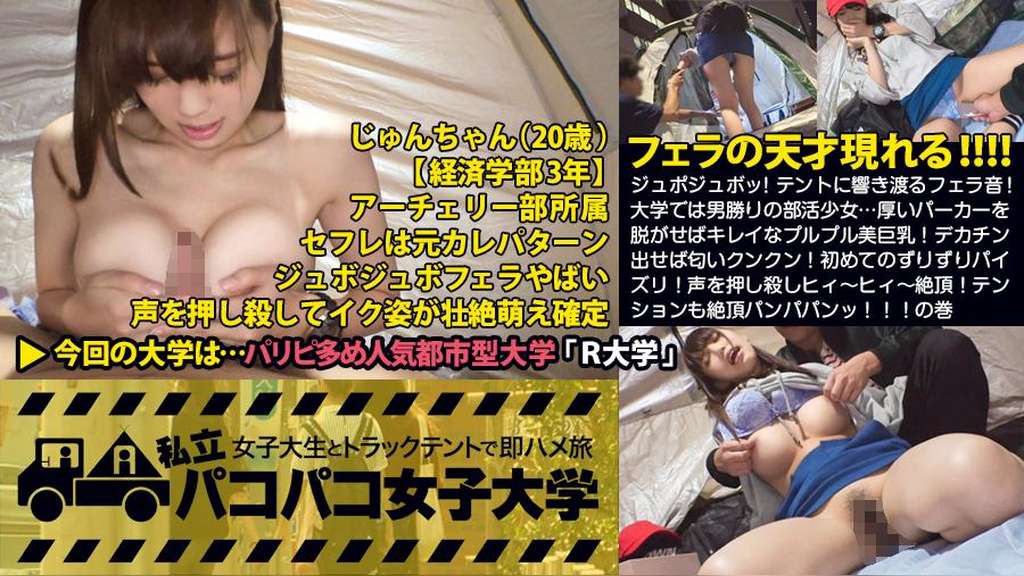 じゅんちゃん(20歳)
【経済学部3年】
アーチェリー部所属
セフレは元カレパターン
ジュボジュボフェラやばい
声を押し殺してイク姿が壮絶萌え確定
▶今回の大学は…パリピ多め人気都市型大学「R大学」
私立 女子大生とトラックテントで即ハメ旅
パコパコ女子大学
フェラの天才現れる!!!!
ジュポジュボッ!テントに響き渡るフェラ音!
大学では男勝りの部活少女…厚いパーカーを
脱がせばキレイなプルプル美巨乳!デカチン
出せば匂いクンクン!初めてのずりずりパイ
ズリ!声を押し殺しヒィ〜ヒィ〜絶頂!テン
ションも絶頂パンパパンッ!!!の巻